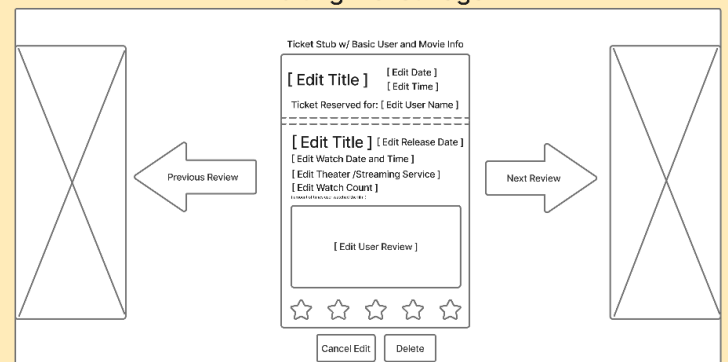 Ticket Stub w/ Basic User and Movie Info
[ Edit Title ]
[ Edit Date ]
[ Edit Time ]
Ticket Reserved for: [ Edit User Name ]
[ Edit Title ] [ Edit Release Date ]
[ Edit Watch Date and Time ]
[ Edit Theater /Streaming Service ]
[ Edit Watch Count ]
[ Edit User Review ]
Previous Review
Next Review
Cancel Edit
Delete